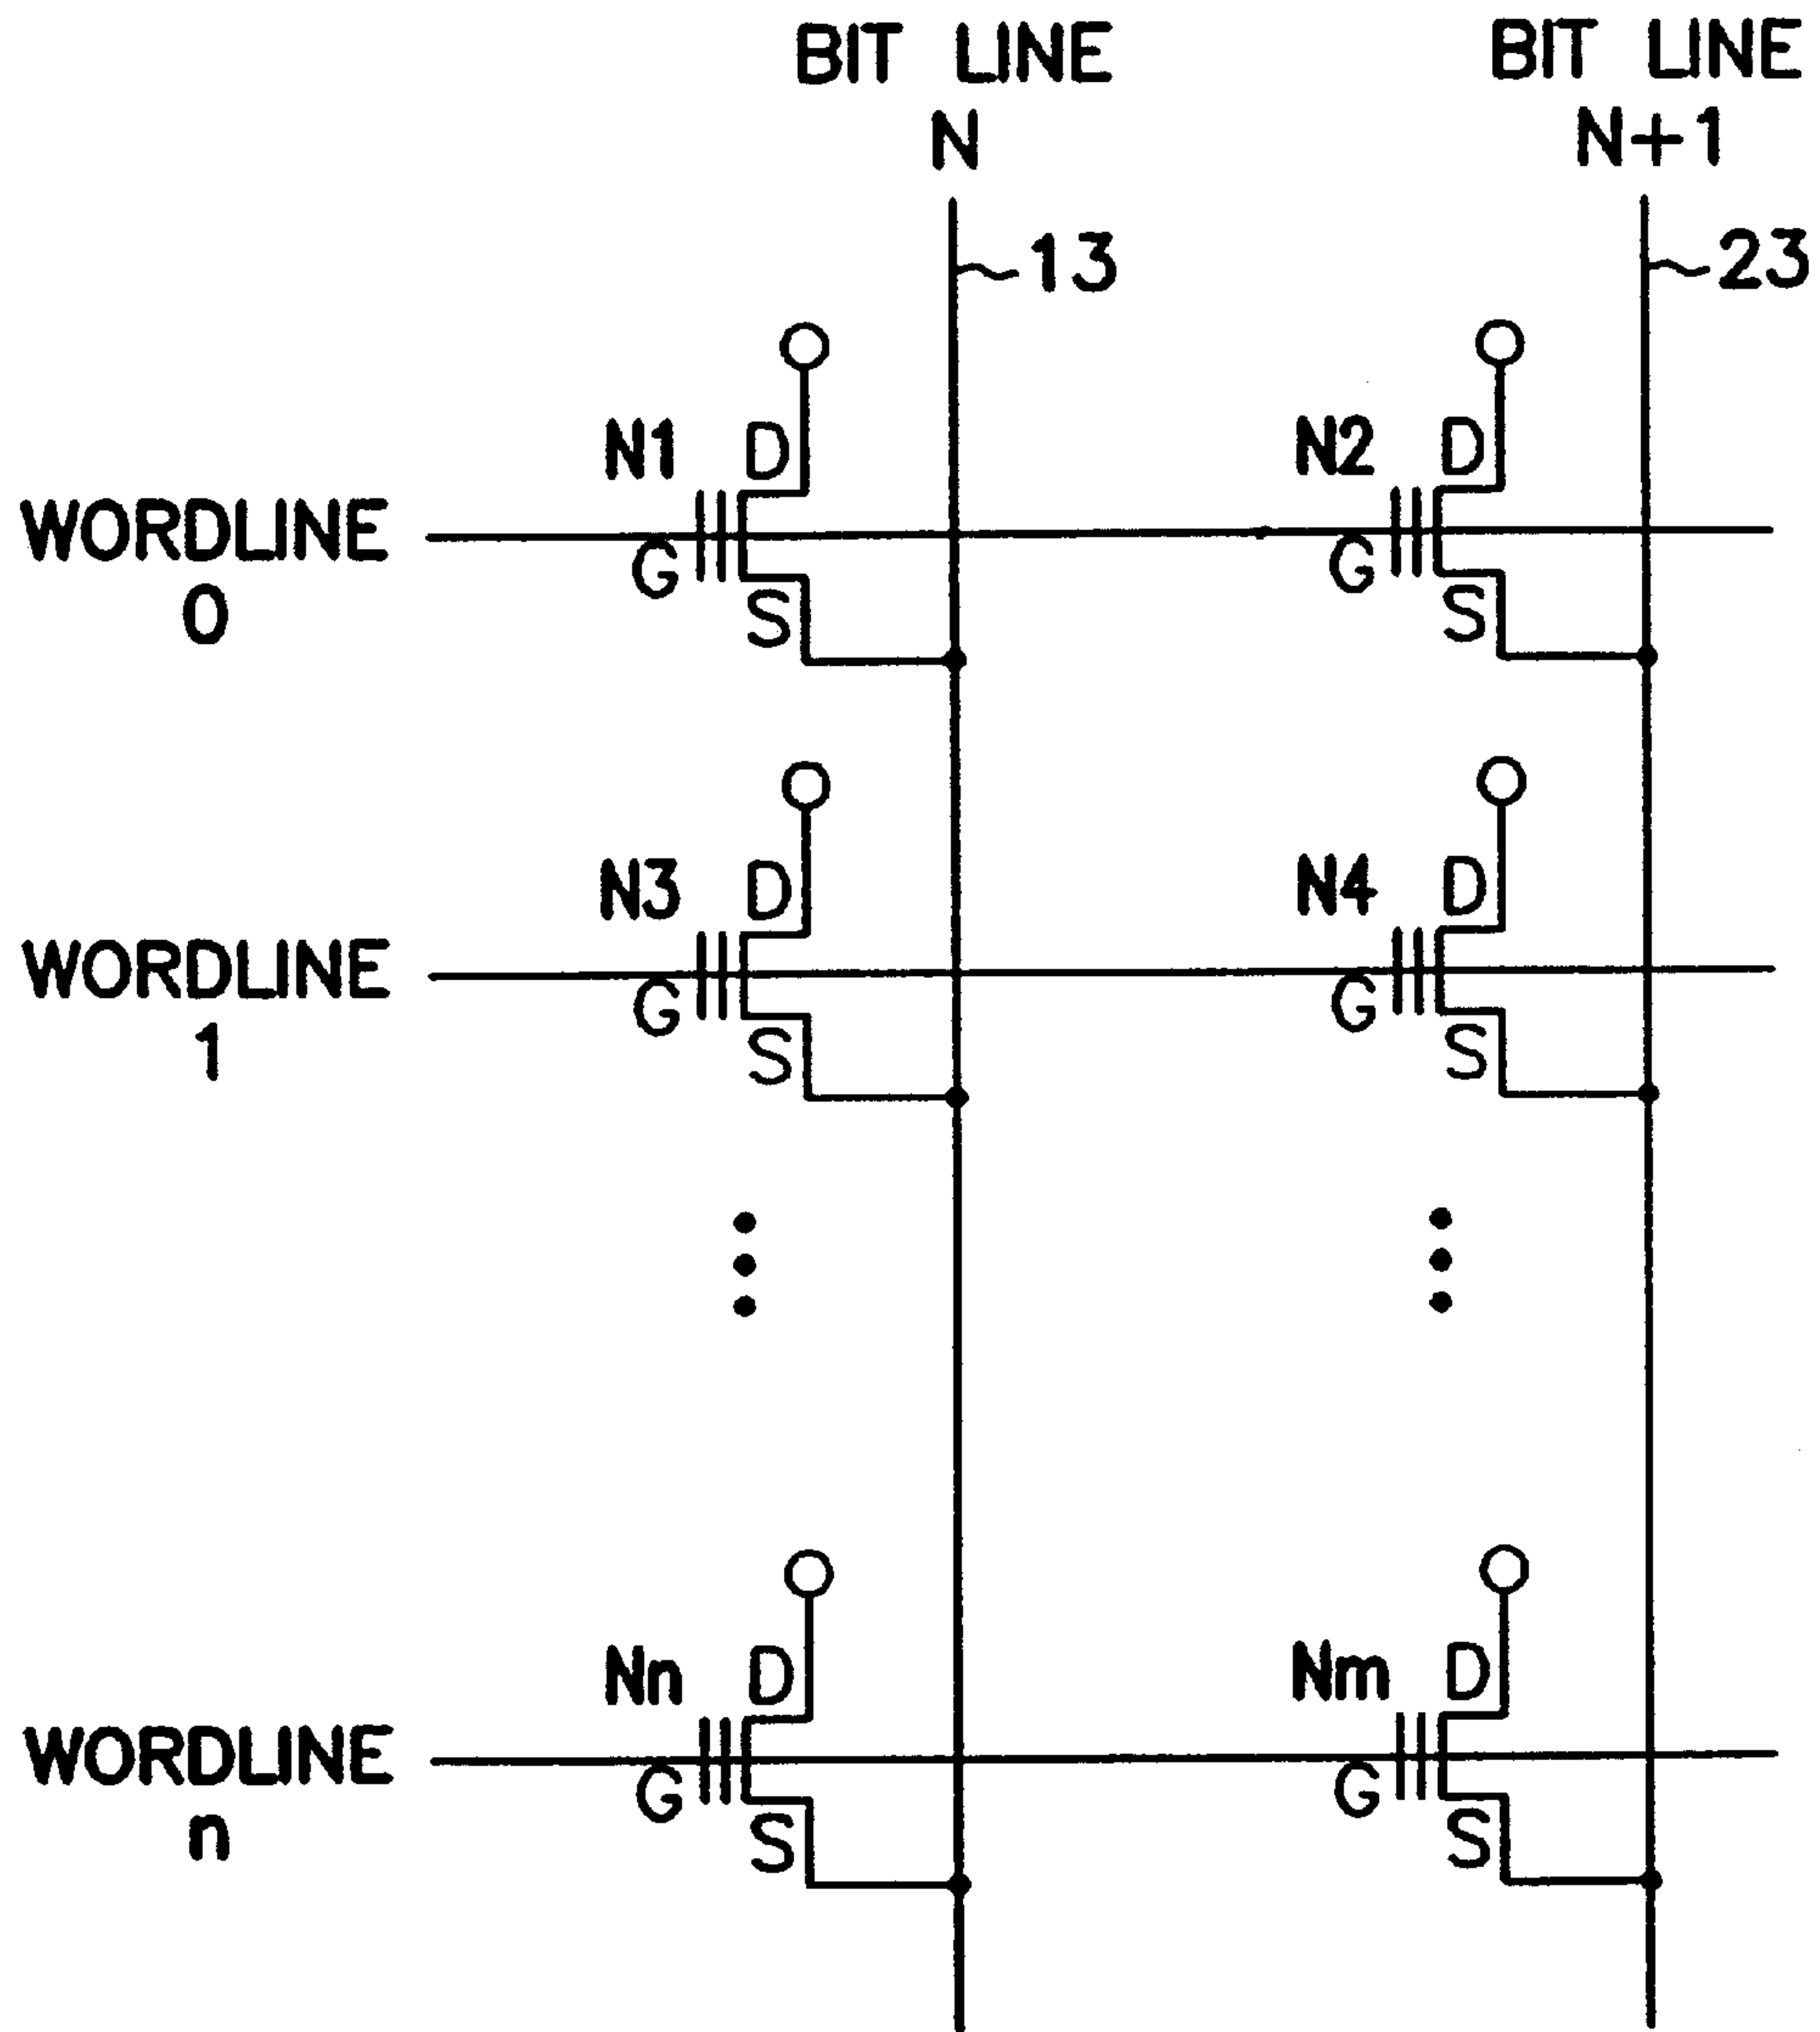 BIT LINE
N
BIT LINE
N+1
13
23
N1 D
N2 D
WORDLINE
0
G
S
G
S
N3 D
N4 D
WORDLINE
1
G
S
G
S
Nn D
Nm D
WORDLINE
n
G
S
G
S